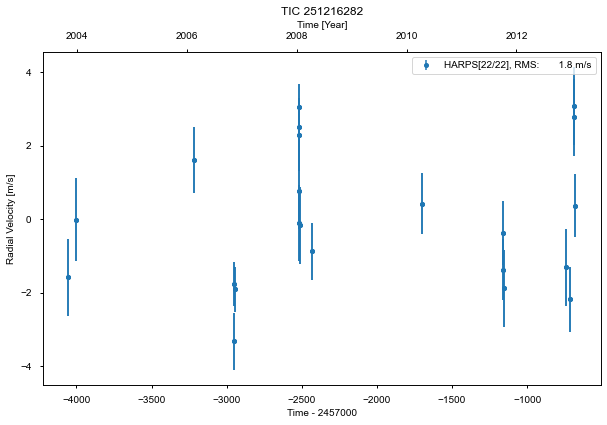 TIC 251216282
Time [Year]
2004 2006 2008 2010 2012
HARPS[22/22], RMS: 1.8 m/s
4
2
0
−2
−4
Radial Velocity [m/s]
−4000 −3500 −3000 −2500 −2000 −1500 −1000
Time - 2457000